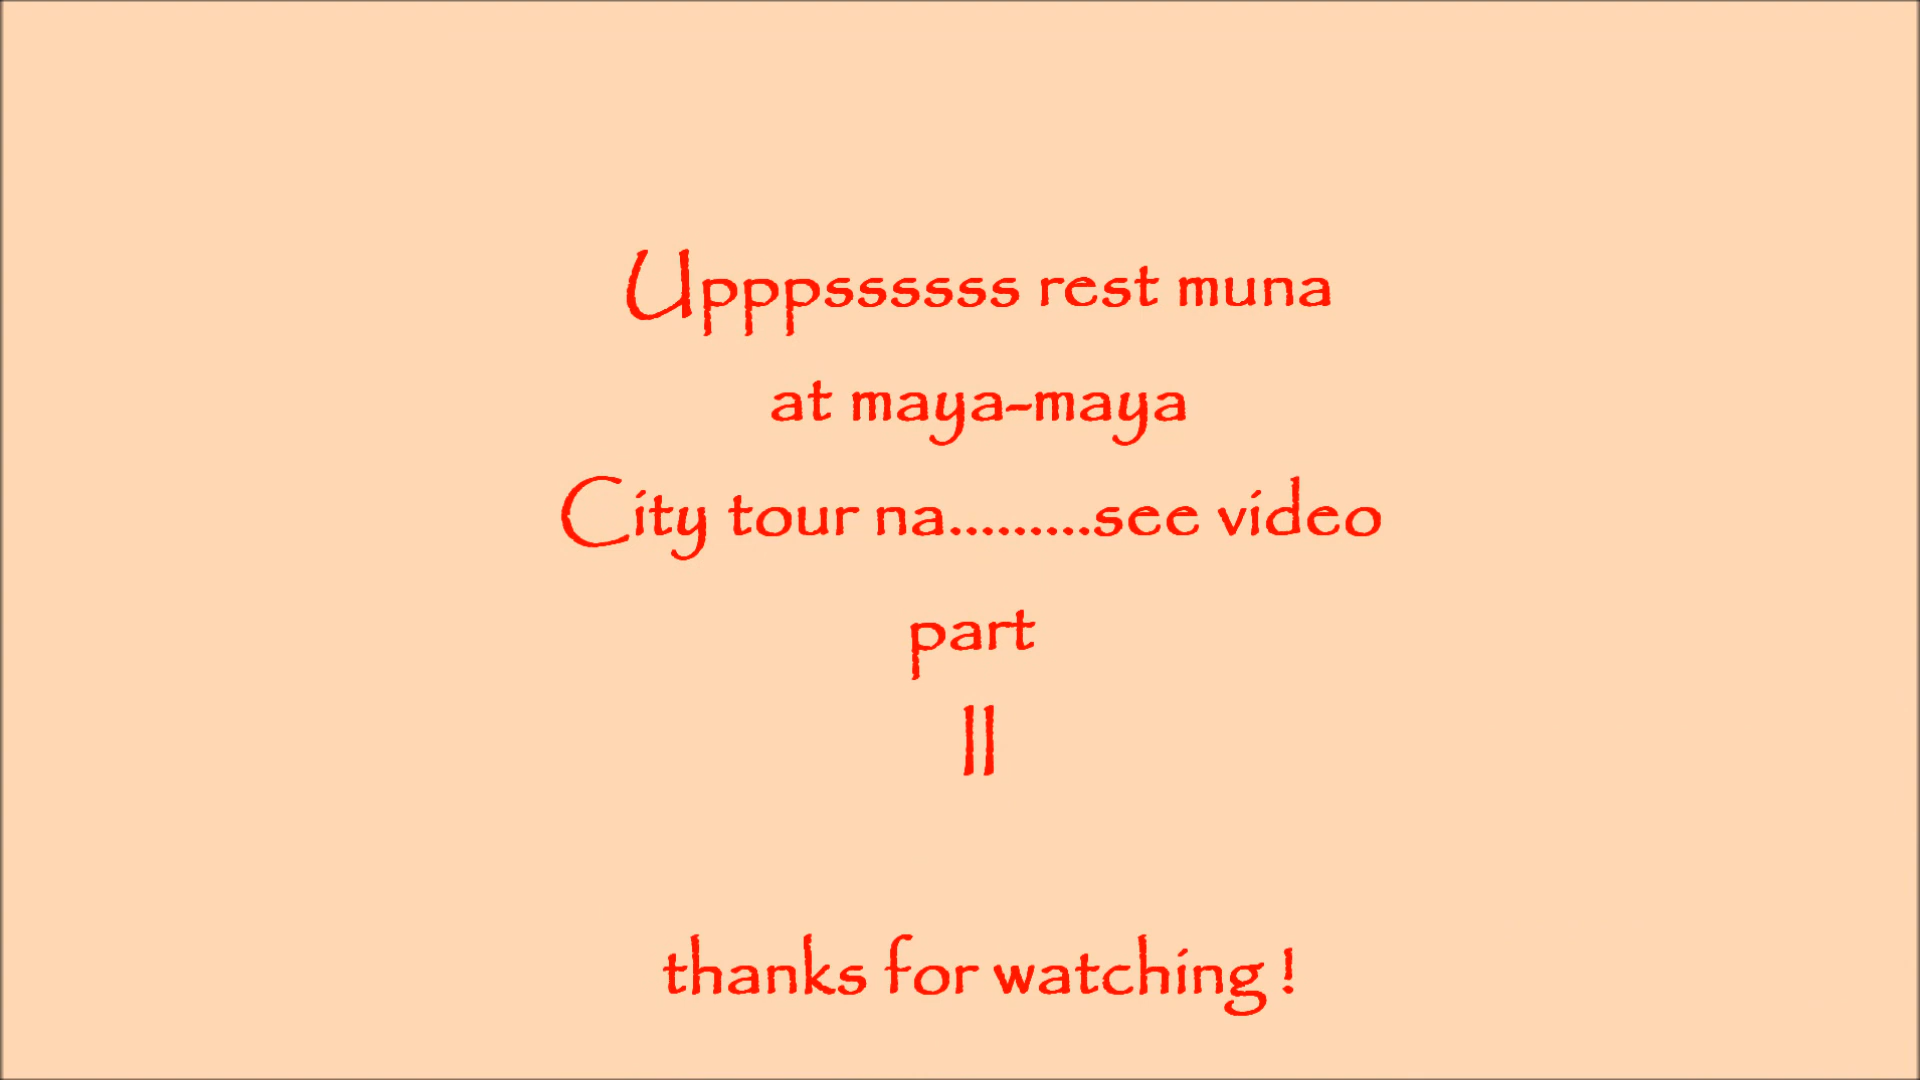 Upppssssss rest muna
at maya-maya
City tour na.........see video
part
II
thanks for watching !